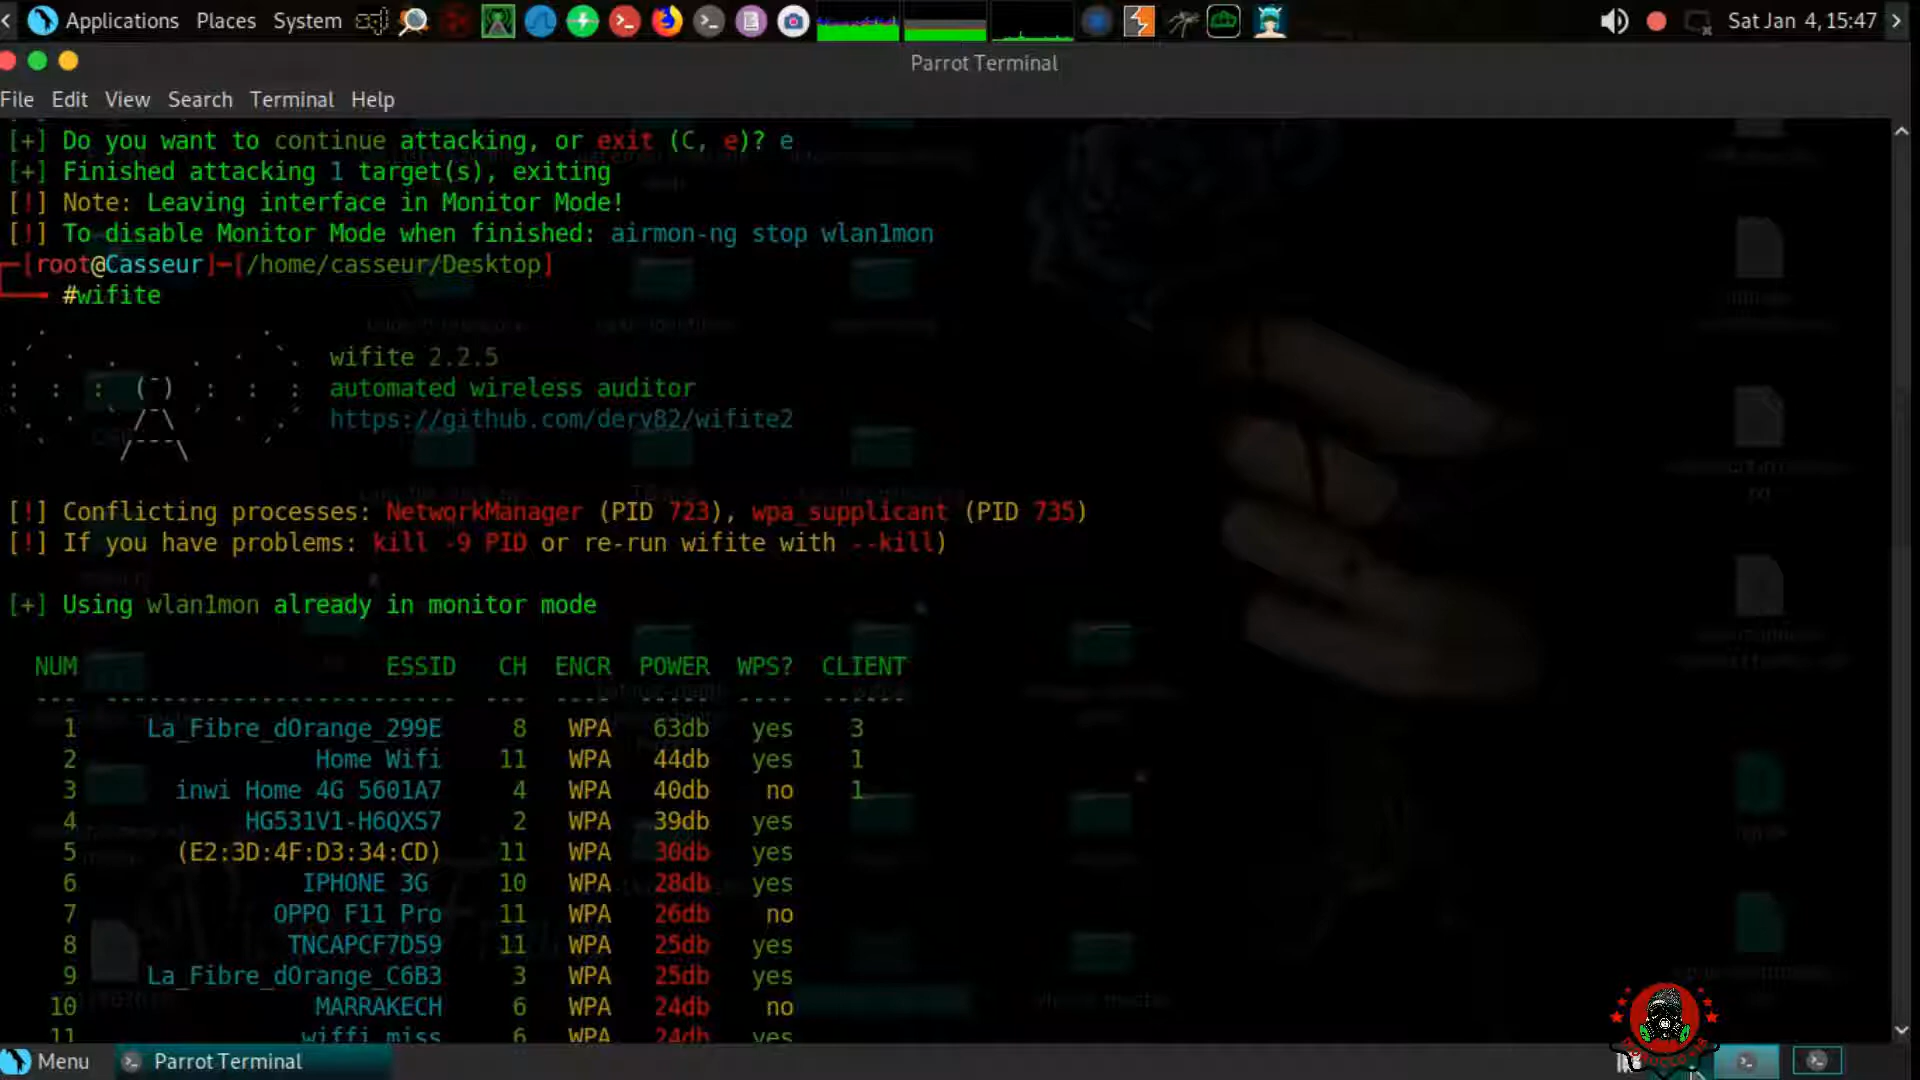 Applications Places System Sat Jan 4, 15:47
Parrot Terminal
File Edit View Search Terminal Help
[+] Do you want to continue attacking, or exit (C, e)? e
[+] Finished attacking 1 target(s), exiting
[!] Note: Leaving interface in Monitor Mode!
[!] To disable Monitor Mode when finished: airmon-ng stop wlan1mon
[root@Casseur]─[/home/casseur/Desktop]
#wifite
wifite 2.2.5
automated wireless auditor
https://github.com/derv82/wifite2
[!] Conflicting processes: NetworkManager (PID 723), wpa_supplicant (PID 735)
[!] If you have problems: kill -9 PID or re-run wifite with --kill)
[+] Using wlan1mon already in monitor mode
NUM ESSID CH ENCR POWER WPS? CLIENT
--- ------------------------- --- ---- ----- ---- ------
1 La_Fibre_dOrange_299E 8 WPA 63db yes 3
2 Home Wifi 11 WPA 44db yes 1
3 inwi Home 4G 5601A7 4 WPA 40db no 1
4 HG531V1-H6QXS7 2 WPA 39db yes
5 (E2:3D:4F:D3:34:CD) 11 WPA 30db yes
6 IPHONE 3G 10 WPA 28db yes
7 OPPO F11 Pro 11 WPA 26db no
8 TNCAPCF7D59 11 WPA 25db yes
9 La_Fibre_dOrange_C6B3 3 WPA 25db yes
10 MARRAKECH 6 WPA 24db no
11 wiffi miss 6 WPA 24db yes
Menu Parrot Terminal